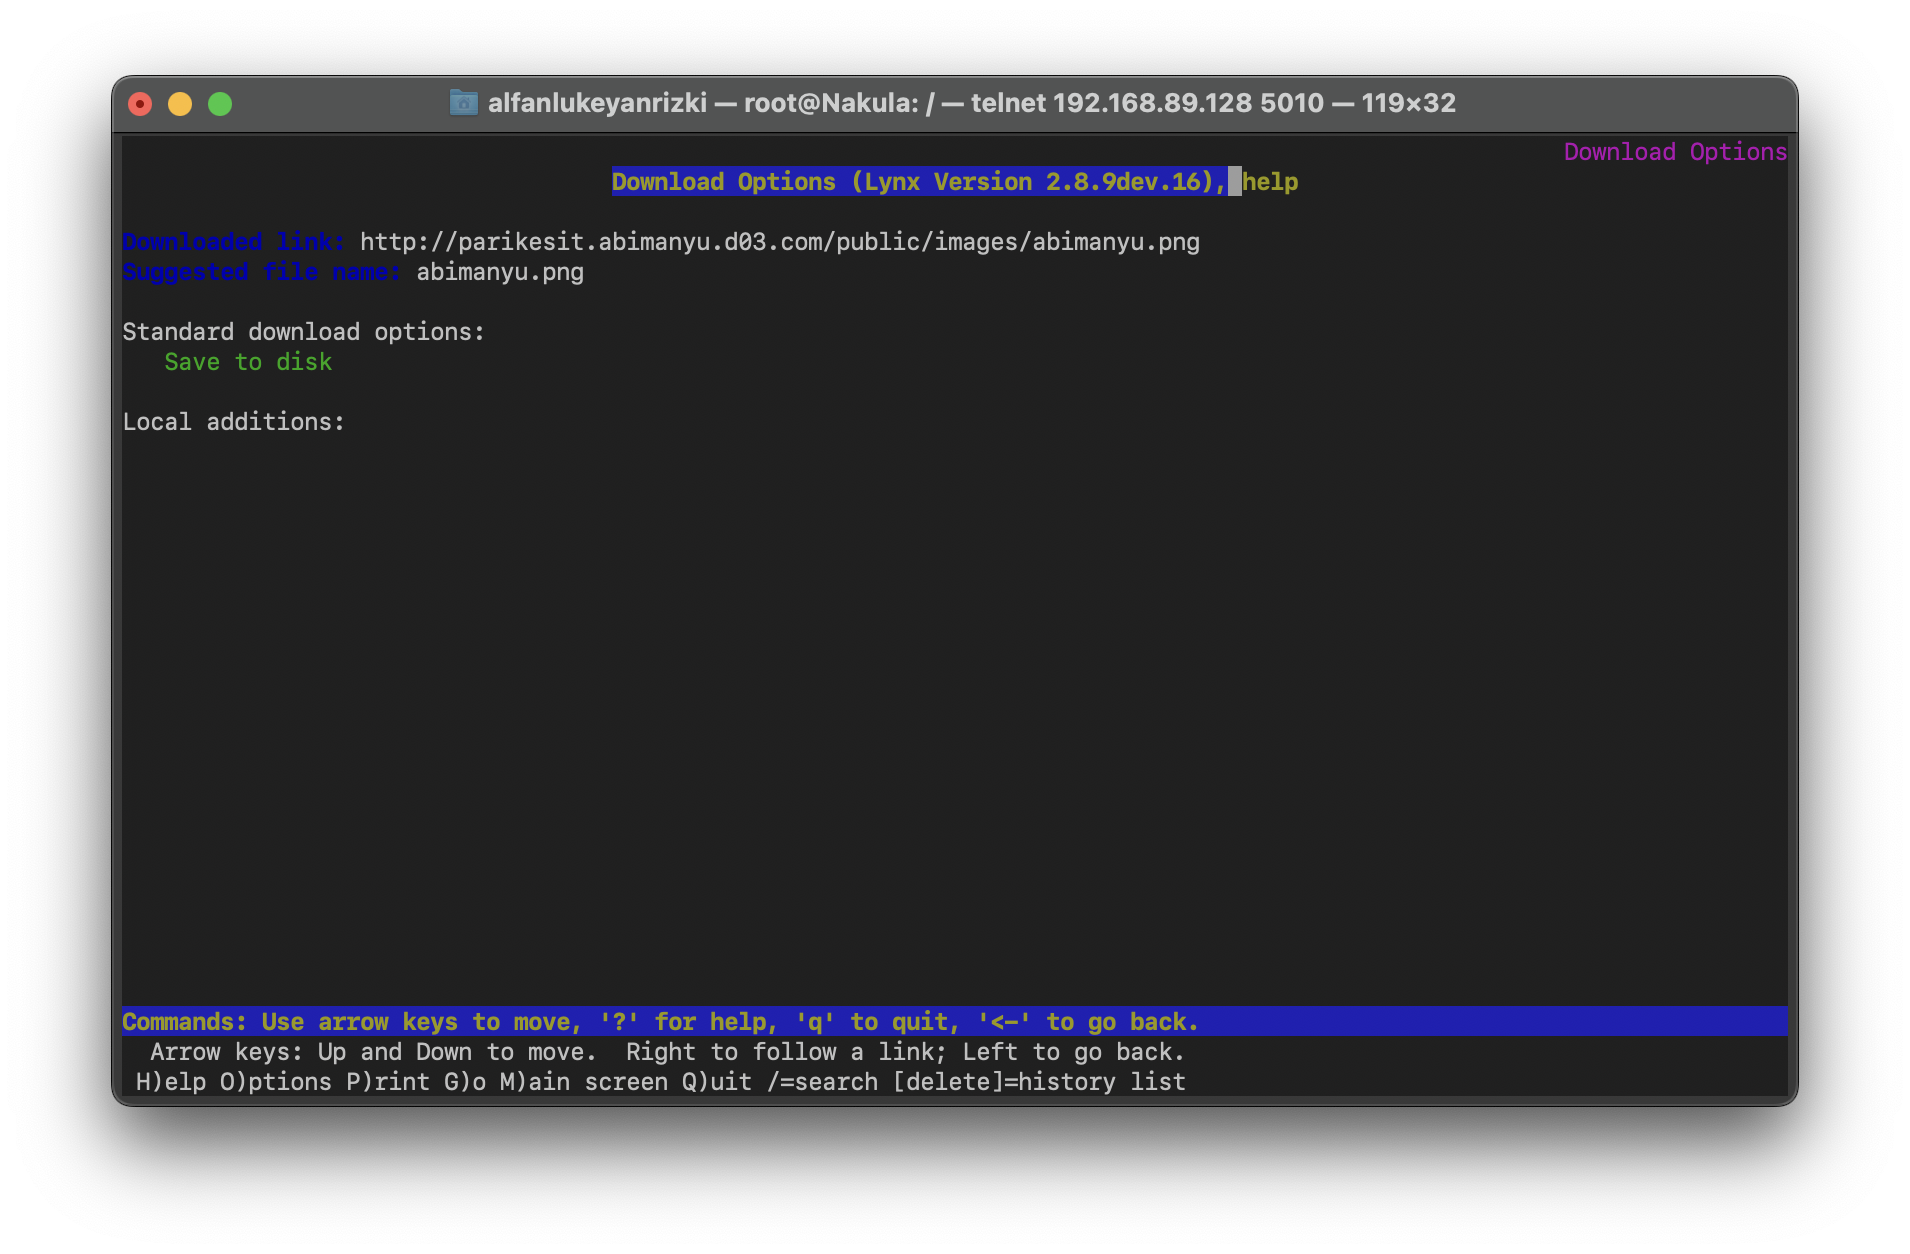 alfanlukeyanrizki — root@Nakula: / — telnet 192.168.89.128 5010 — 119×32
Download Options
Download Options (Lynx Version 2.8.9dev.16), help
Downloaded link: http://parikesit.abimanyu.d03.com/public/images/abimanyu.png
Suggested file name: abimanyu.png
Standard download options:
Save to disk
Local additions:
Commands: Use arrow keys to move, '?' for help, 'q' to quit, '<-' to go back.
Arrow keys: Up and Down to move.  Right to follow a link; Left to go back.
H)elp O)ptions P)rint G)o M)ain screen Q)uit /=search [delete]=history list